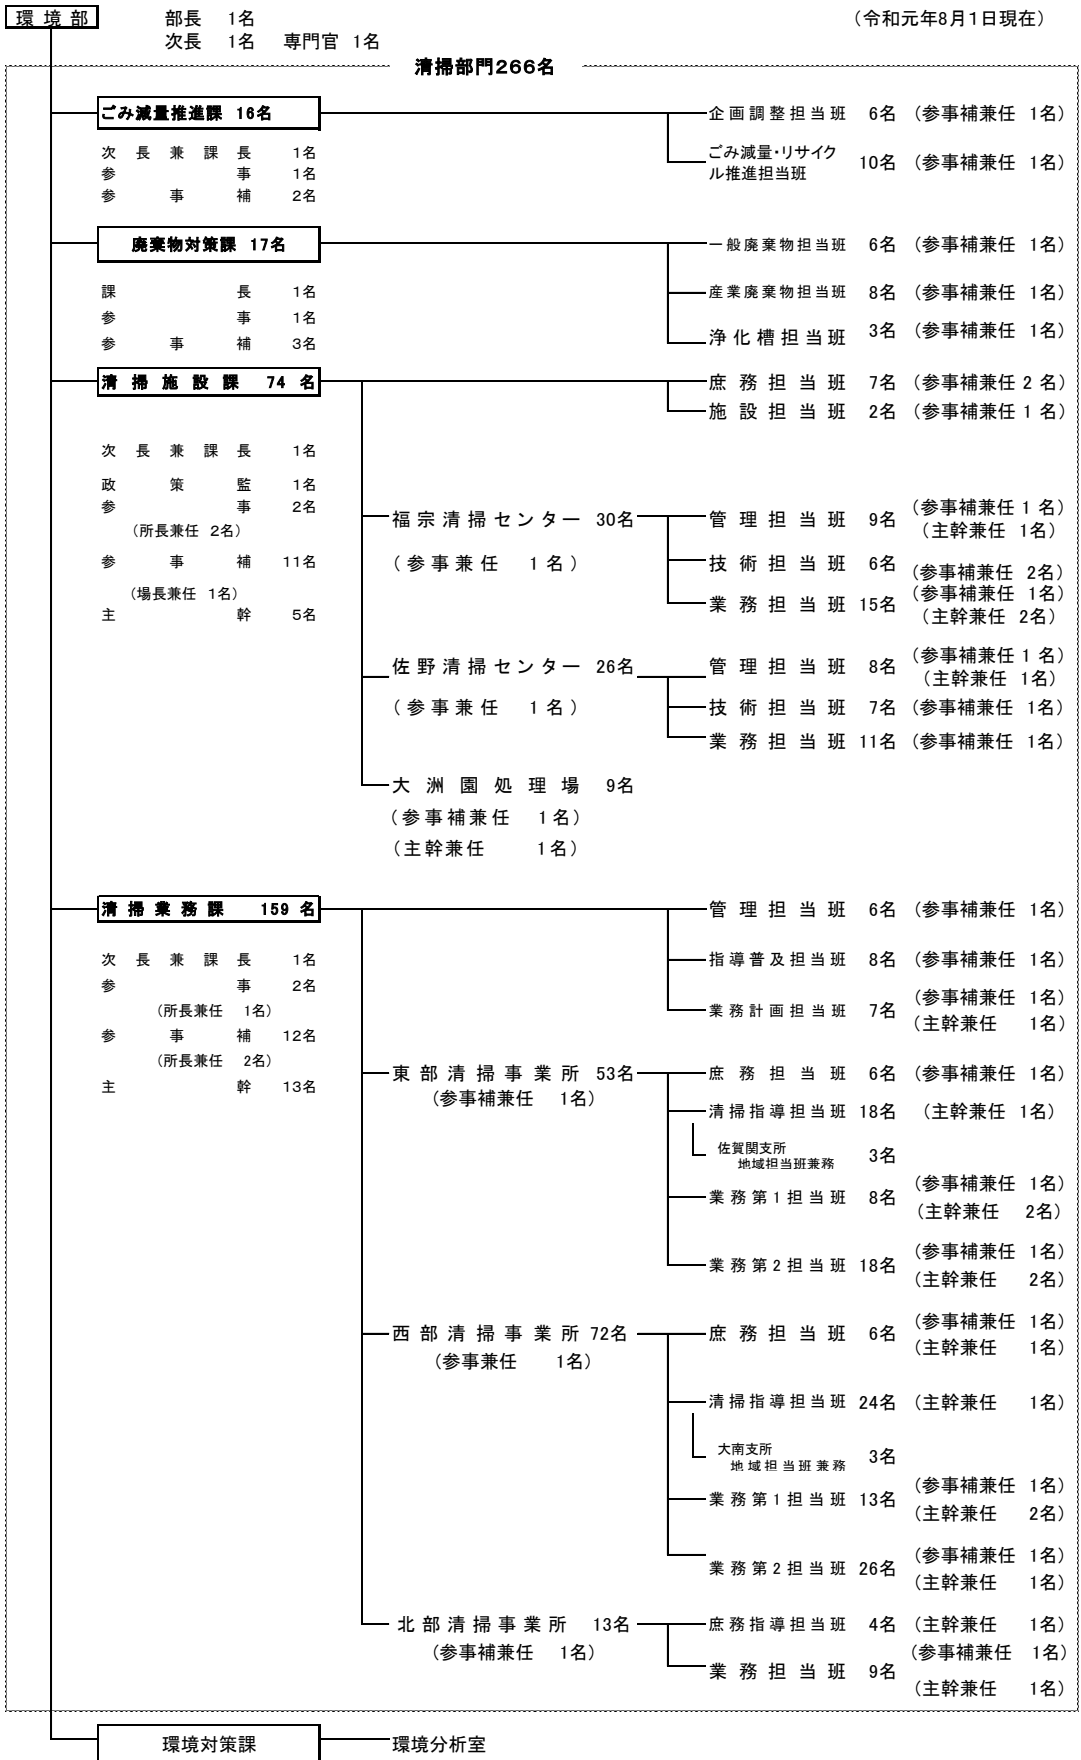 環境部 部長 1名 (令和元年8月1日現在)
次長 1名 専門官 1名
清掃部門266名
ごみ減量推進課 16名
企画調整担当班 6名 (参事補兼任 1名)
次長兼課長 1名
参事 1名
参事補 2名
ごみ減量・リサイク
ル推進担当班 10名 (参事補兼任 1名)
廃棄物対策課 17名
一般廃棄物担当班 6名 (参事補兼任 1名)
課長 1名
参事 1名
参事補 3名
産業廃棄物担当班 8名 (参事補兼任 1名)
浄化槽担当班 3名 (参事補兼任 1名)
清掃施設課 74名
庶務担当班 7名 (参事補兼任 2名)
施設担当班 2名 (参事補兼任 1名)
次長兼課長 1名
政策監 1名
参事 2名
(所長兼任 2名)
参事補 11名
(場長兼任 1名)
主幹 5名
福宗清掃センター 30名
(参事兼任 1名)
管理担当班 9名 (参事補兼任 1名)
(主幹兼任 1名)
技術担当班 6名 (参事補兼任 2名)
業務担当班 15名 (参事補兼任 1名)
(主幹兼任 2名)
佐野清掃センター 26名
(参事兼任 1名)
管理担当班 8名 (参事補兼任 1名)
(主幹兼任 1名)
技術担当班 7名 (参事補兼任 1名)
業務担当班 11名 (参事補兼任 1名)
大洲園処理場 9名
(参事補兼任 1名)
(主幹兼任 1名)
清掃業務課 159名
管理担当班 6名 (参事補兼任 1名)
次長兼課長 1名
参事 2名
(所長兼任 1名)
参事補 12名
(所長兼任 2名)
主幹 13名
指導普及担当班 8名 (参事補兼任 1名)
業務計画担当班 7名 (参事補兼任 1名)
(主幹兼任 1名)
東部清掃事業所 53名
(参事補兼任 1名)
庶務担当班 6名 (参事補兼任 1名)
清掃指導担当班 18名 (主幹兼任 1名)
佐賀関支所
地域担当班兼務 3名
業務第1担当班 8名 (参事補兼任 1名)
(主幹兼任 2名)
業務第2担当班 18名 (参事補兼任 1名)
(主幹兼任 2名)
西部清掃事業所 72名
(参事兼任 1名)
庶務担当班 6名 (参事補兼任 1名)
(主幹兼任 1名)
清掃指導担当班 24名 (主幹兼任 1名)
大南支所
地域担当班兼務 3名
業務第1担当班 13名 (参事補兼任 1名)
(主幹兼任 2名)
業務第2担当班 26名 (参事補兼任 1名)
(主幹兼任 1名)
北部清掃事業所 13名
(参事補兼任 1名)
庶務指導担当班 4名 (主幹兼任 1名)
業務担当班 9名 (参事補兼任 1名)
(主幹兼任 1名)
環境対策課 環境分析室